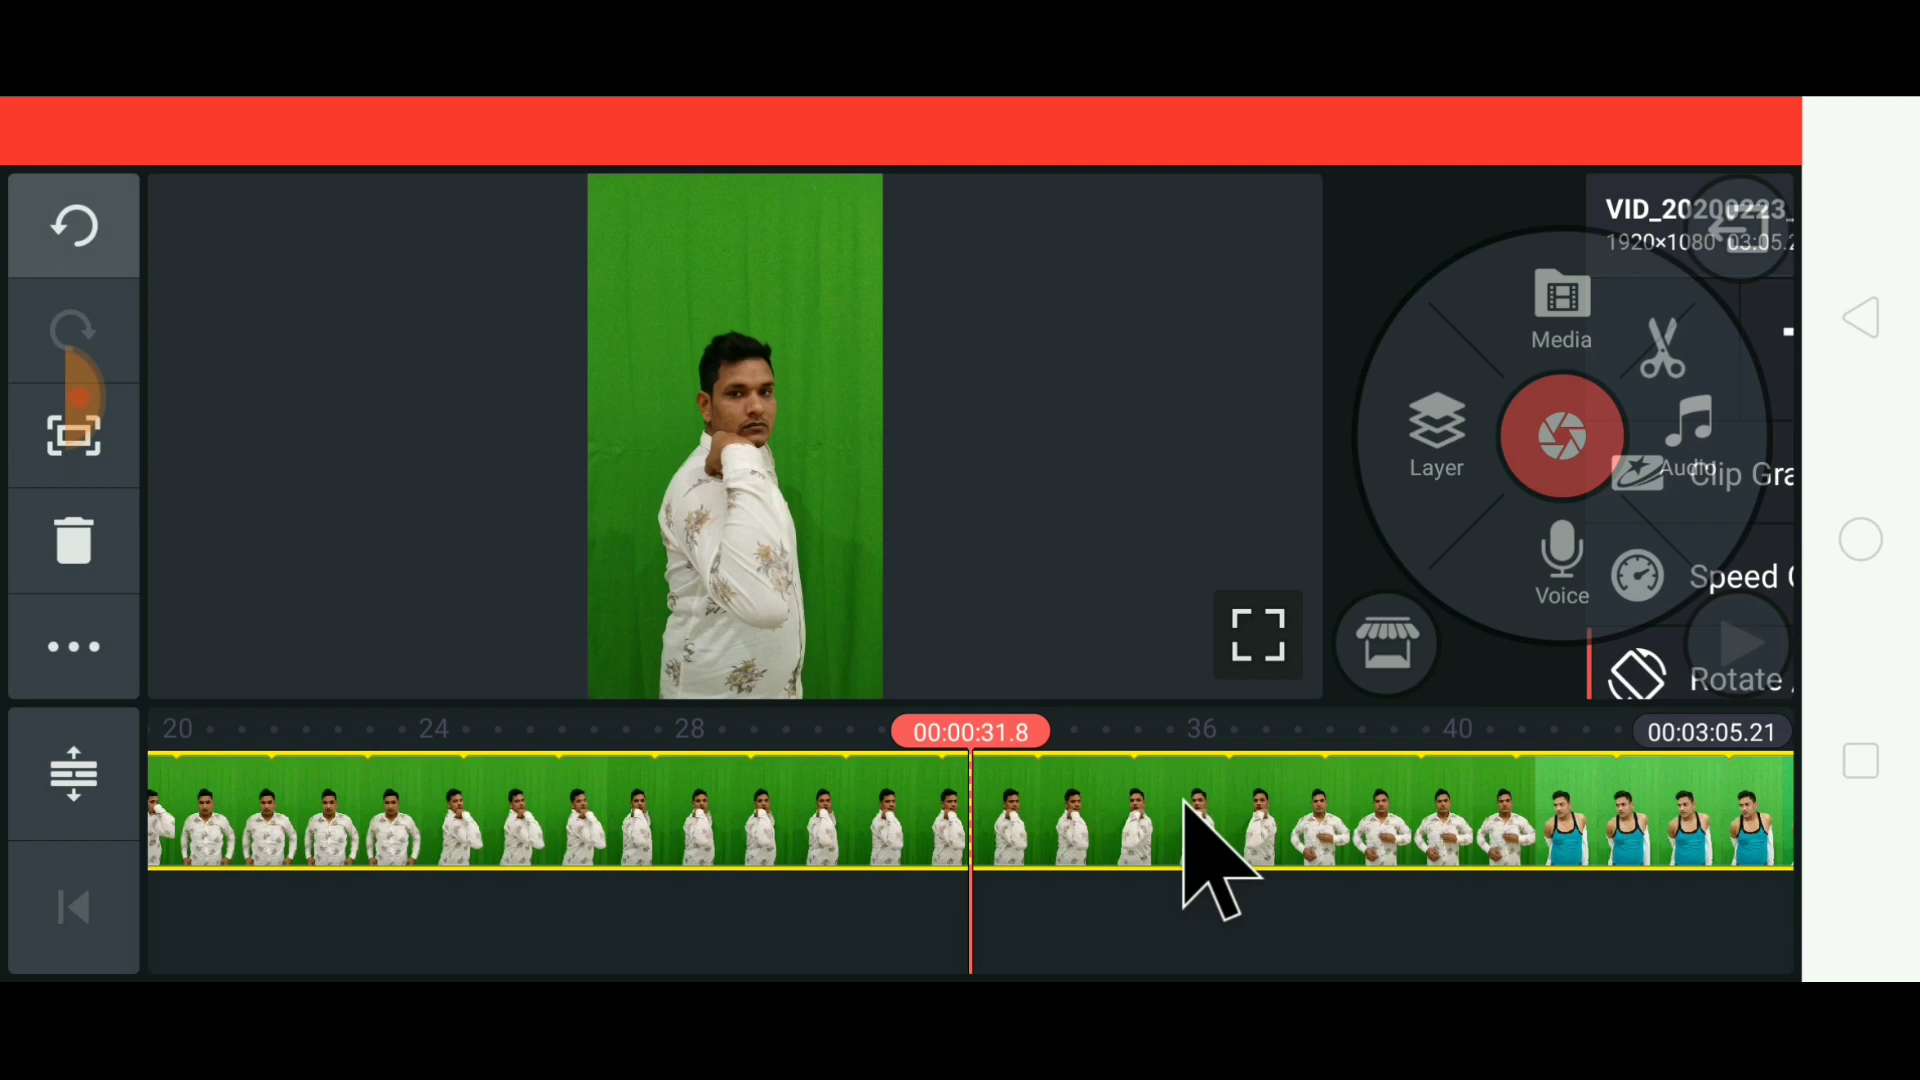 VID_20200223_
1920×1080 03:05.2
Media
Layer
Audio
Clip Gra
Voice
Speed
Rotate
20 24 28 00:00:31.8 36 40 00:03:05.21